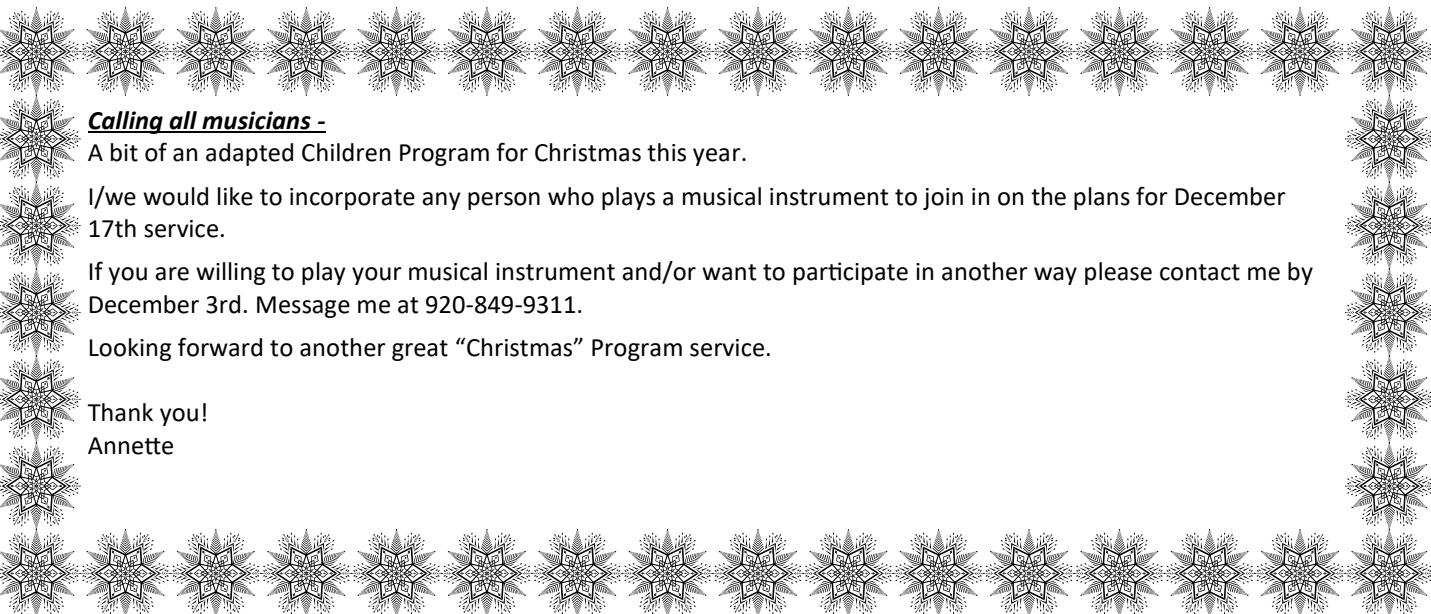 Calling all musicians -
A bit of an adapted Children Program for Christmas this year.
I/we would like to incorporate any person who plays a musical instrument to join in on the plans for December
17th service.
If you are willing to play your musical instrument and/or want to participate in another way please contact me by
December 3rd. Message me at 920-849-9311.
Looking forward to another great “Christmas” Program service.
Thank you!
Annette